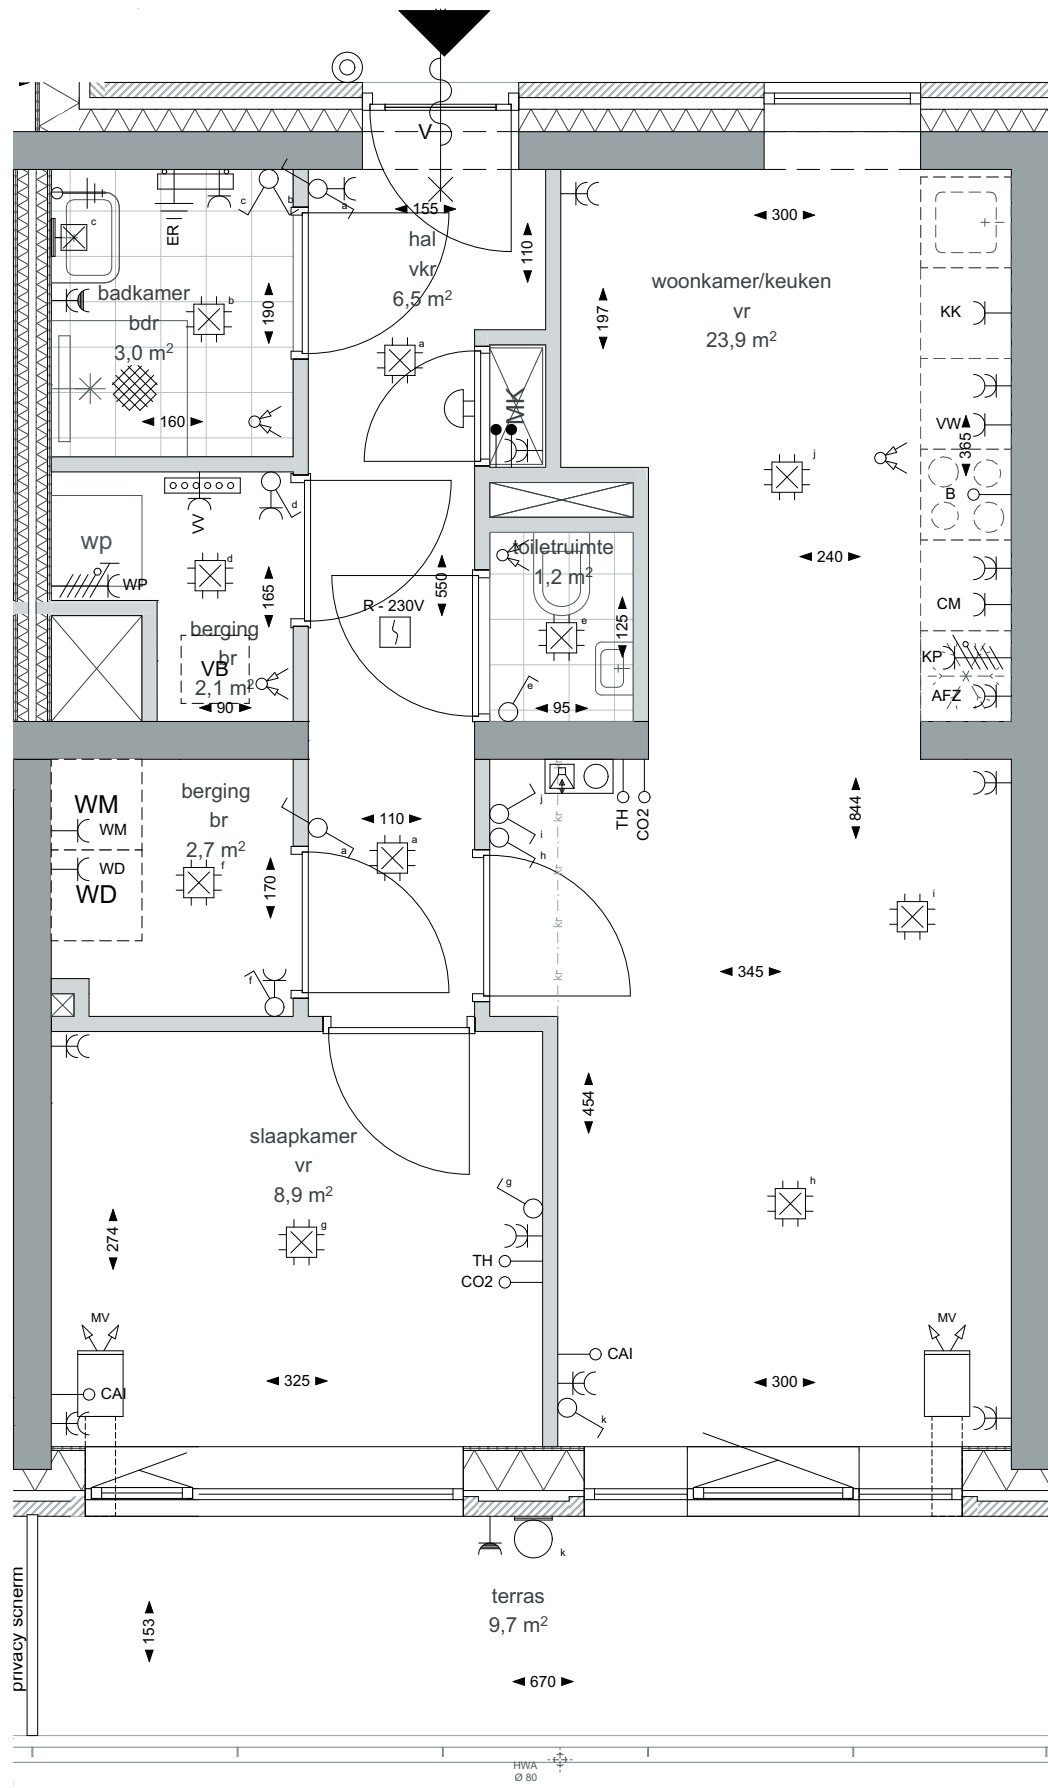 V
155
hal
vkr
6,5 m²
110
a
ER
c
b
c
a
badkamer
bdr
3,0 m²
b
190
160
300
woonkamer/keuken
vr
23,9 m²
197
KK
VW
365
B
j
240
CM
KP
AFZ
MK
a
VV
d
wp
WP
d
165
berging
br
2,1 m²
VB
90
550
R - 230V
toiletruimte
1,2 m²
e
125
e
95
berging
br
2,7 m²
WM
WM
WD
WD
f
170
f
110
a
a
j
i
h
kr
kr
kr
TH
CO2
844
i
345
454
slaapkamer
vr
8,9 m²
g
g
274
TH
CO2
h
MV
MV
CAI
CAI
325
300
k
k
terras
9,7 m²
153
670
HWA
Ø 80